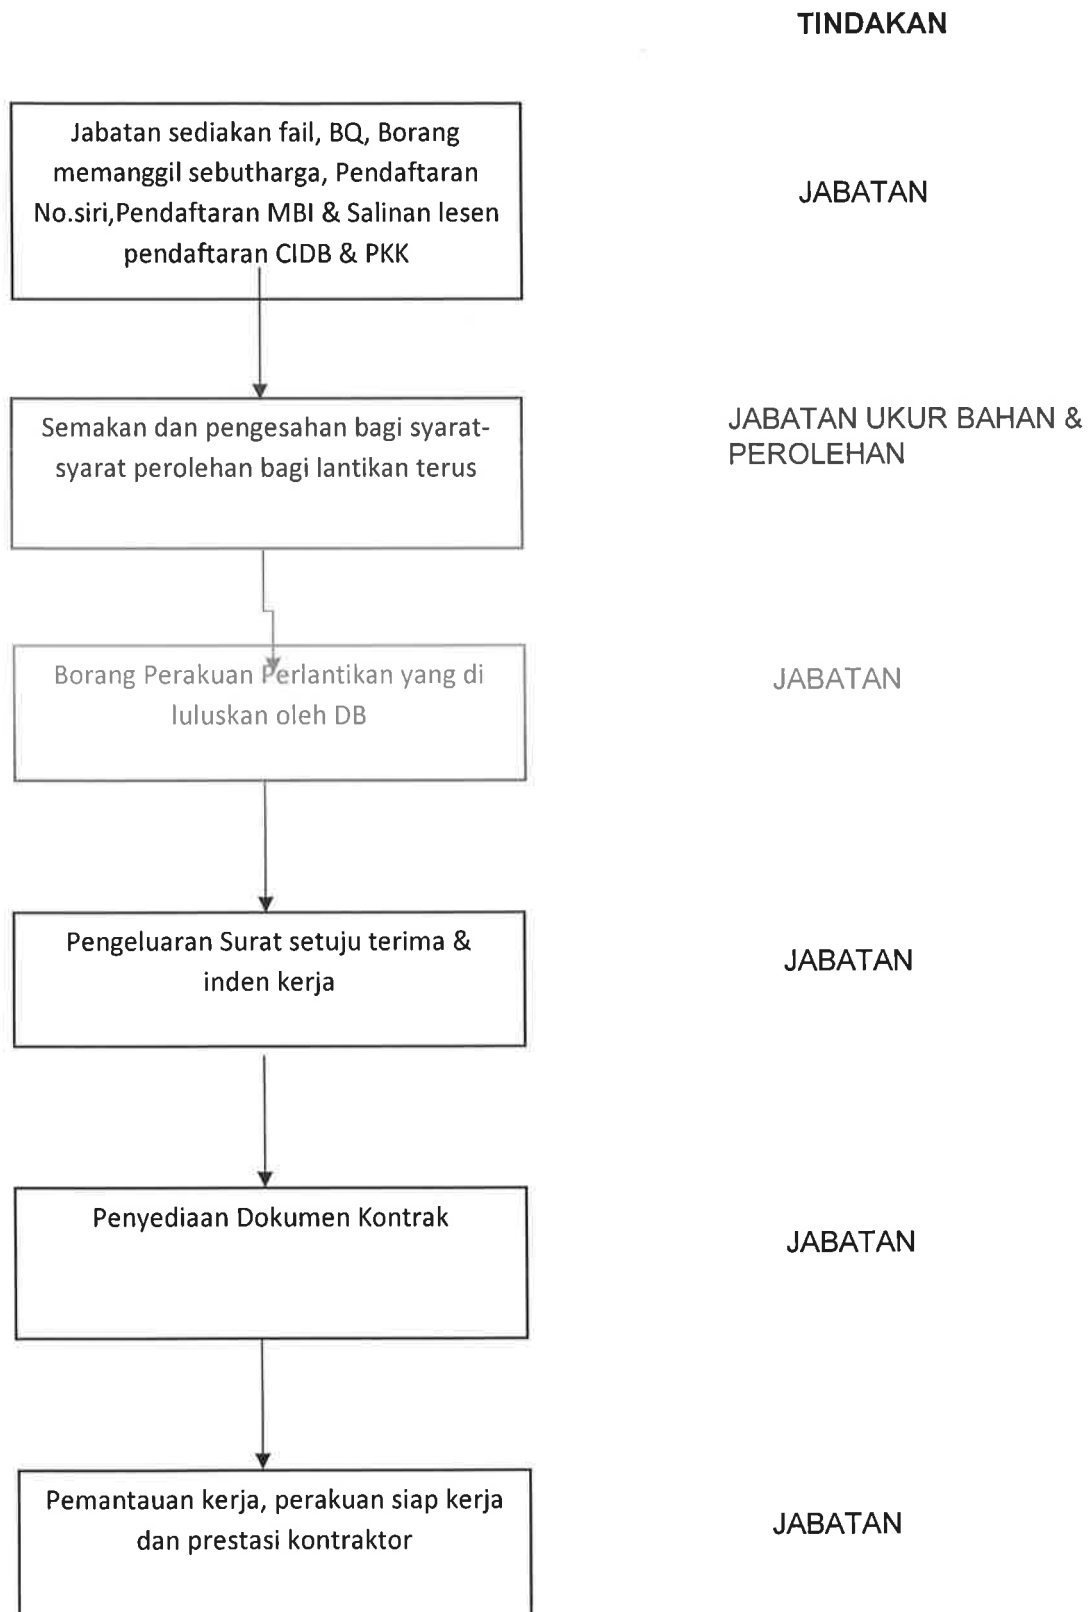 TINDAKAN
Jabatan sediakan fail, BQ, Borang
memanggil sebutharga, Pendaftaran
No.siri,Pendaftaran MBI & Salinan lesen
pendaftaran CIDB & PKK
JABATAN
Semakan dan pengesahan bagi syarat-
syarat perolehan bagi lantikan terus
JABATAN UKUR BAHAN &
PEROLEHAN
Borang Perakuan Perlantikan yang di
luluskan oleh DB
JABATAN
Pengeluaran Surat setuju terima &
inden kerja
JABATAN
Penyediaan Dokumen Kontrak
JABATAN
Pemantauan kerja, perakuan siap kerja
dan prestasi kontraktor
JABATAN